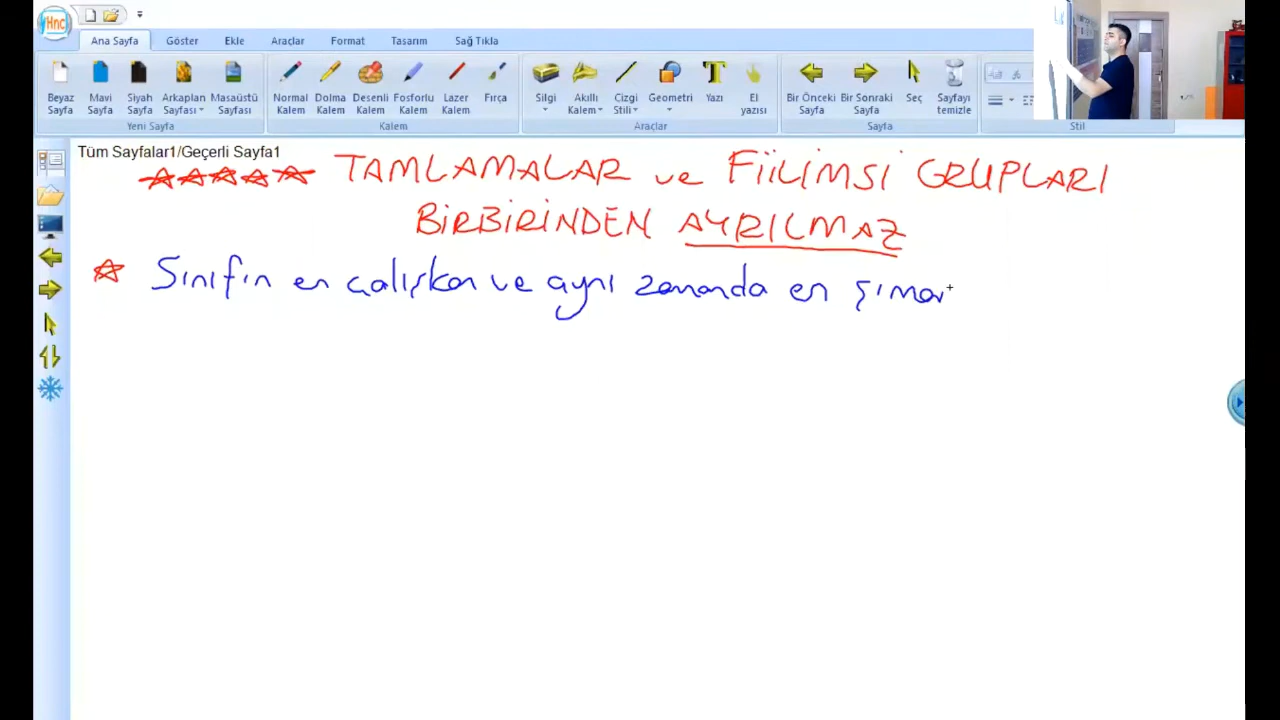 Hnc
Ana Sayfa Göster Ekle Araçlar Format Tasarım Sağ Tıkla
Beyaz Sayfa Mavi Sayfa Siyah Sayfa Arkaplan Sayfası Masaüstü Sayfası Normal Kalem Dolma Kalem Desenli Kalem Fosforlu Kalem Lazer Kalem Fırça Silgi Akıllı Kalem Cizgi Stili Geometri Yazı El yazısı Bir Önceki Sayfa Bir Sonraki Sayfa Seç Sayfayı temizle
Yeni Sayfa Kalem Araçlar Sayfa Stil
Tüm Sayfalar1/Geçerli Sayfa1
TAMLAMALAR ve FİİLİMSİ GRUPLARI
BİRBİRİNDEN AYRILMAZ
Sınıfın en çalışkan ve aynı zamanda en şımar